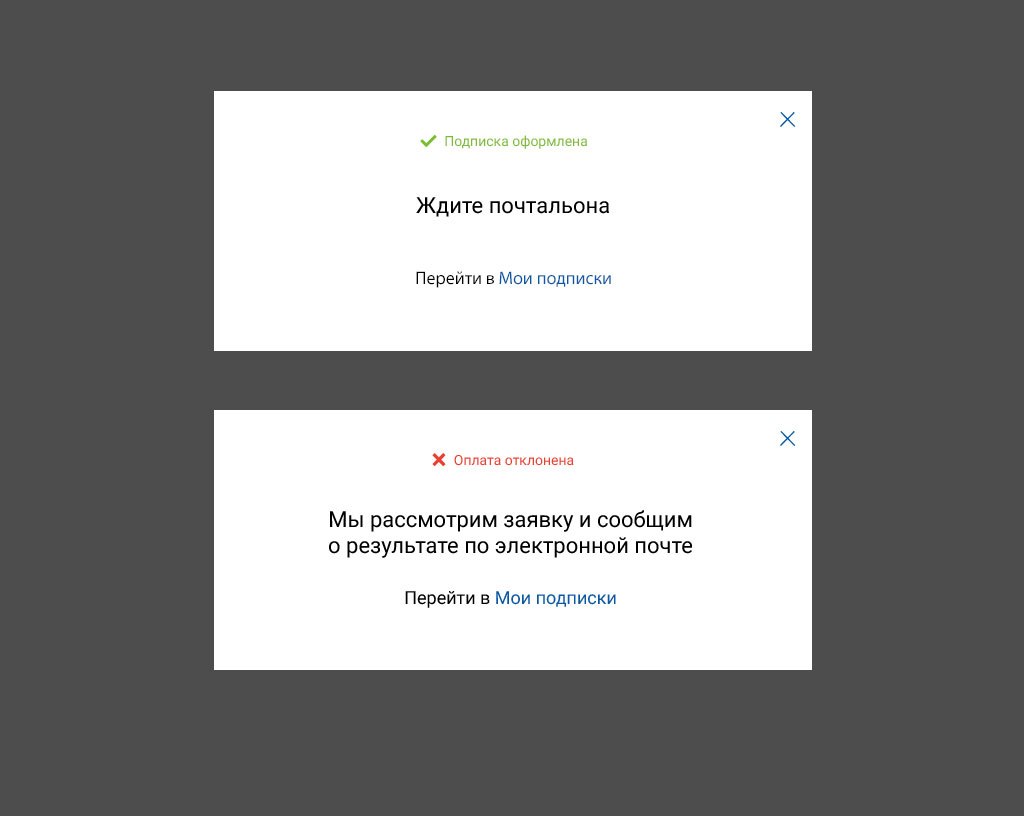 Подписка оформлена
Ждите почтальона
Перейти в Мои подписки
Оплата отклонена
Мы рассмотрим заявку и сообщим
о результате по электронной почте
Перейти в Мои подписки